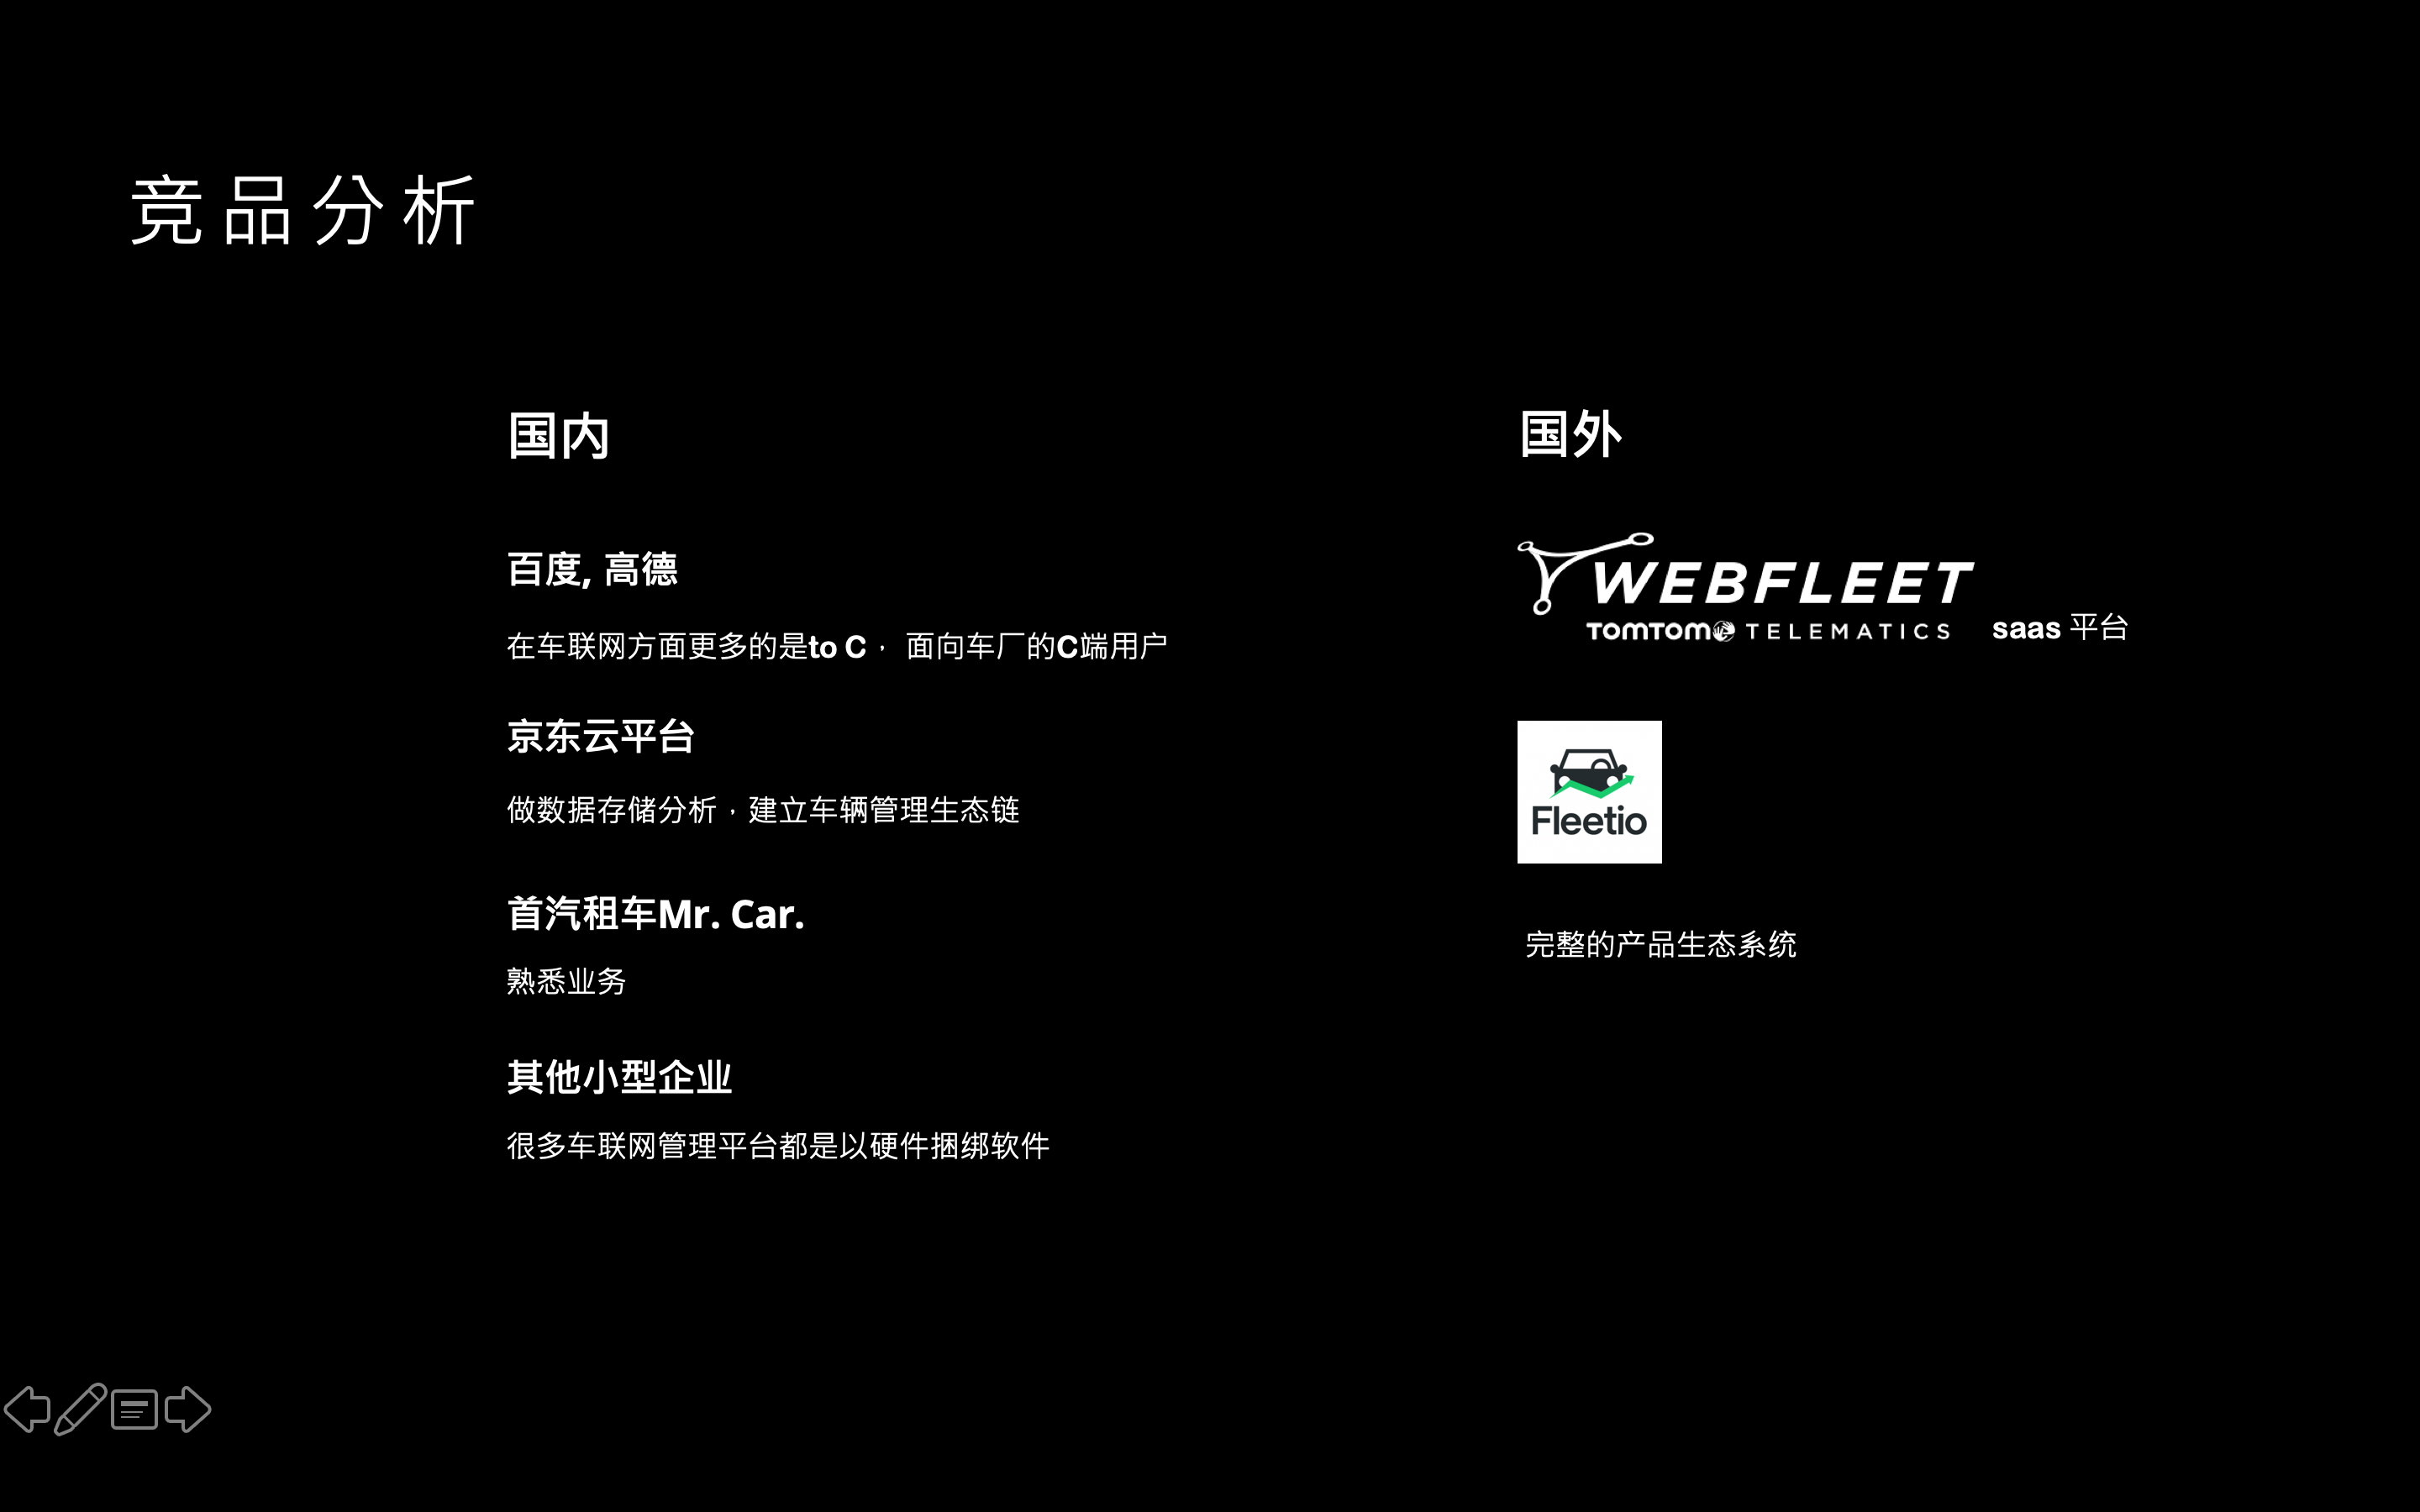 竞品分析
国内
百度, 高德
在车联网方面更多的是to C， 面向车厂的C端用户
京东云平台
做数据存储分析，建立车辆管理生态链
首汽租车Mr. Car.
熟悉业务
其他小型企业
很多车联网管理平台都是以硬件捆绑软件
国外
WEBFLEET
TOMTOM TELEMATICS
saas 平台
Fleetio
完整的产品生态系统